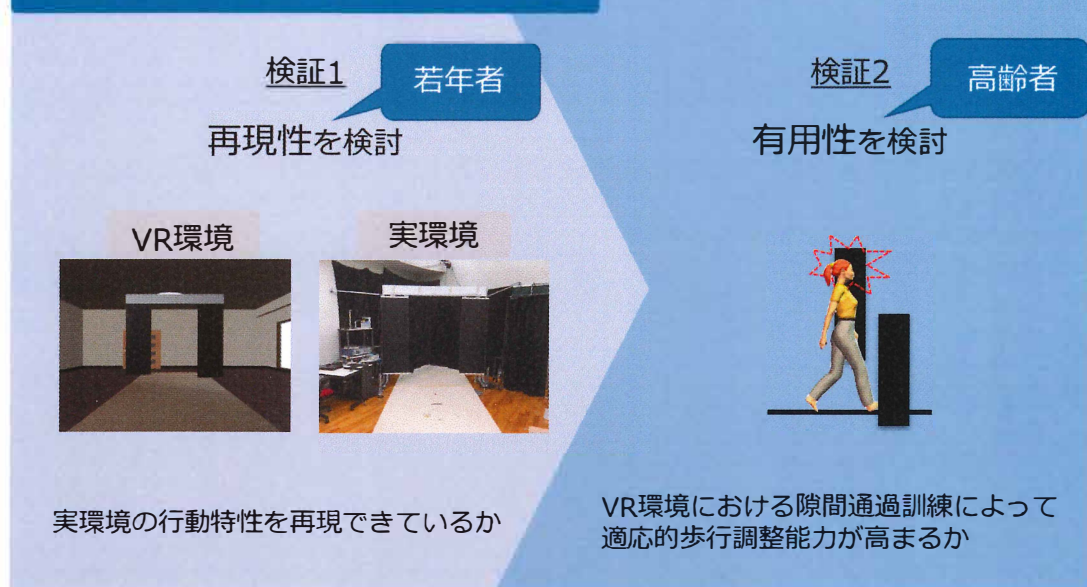 検証1
若年者
再現性を検討
VR環境
実環境
実環境の行動特性を再現できているか
検証2
高齢者
有用性を検討
VR環境における隙間通過訓練によって
適応的歩行調整能力が高まるか